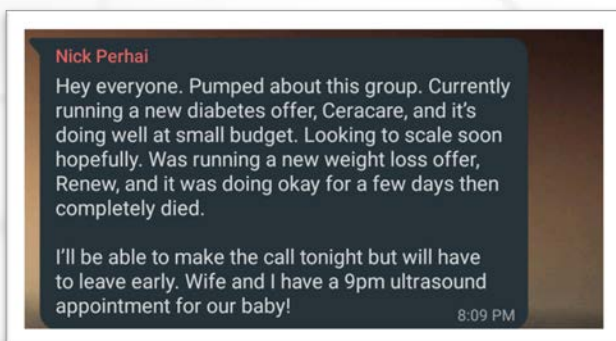 Nick Perhai
Hey everyone. Pumped about this group. Currently
running a new diabetes offer, Ceracare, and it's
doing well at small budget. Looking to scale soon
hopefully. Was running a new weight loss offer,
Renew, and it was doing okay for a few days then
completely died.
I'll be able to make the call tonight but will have
to leave early. Wife and I have a 9pm ultrasound
appointment for our baby!
8:09 PM